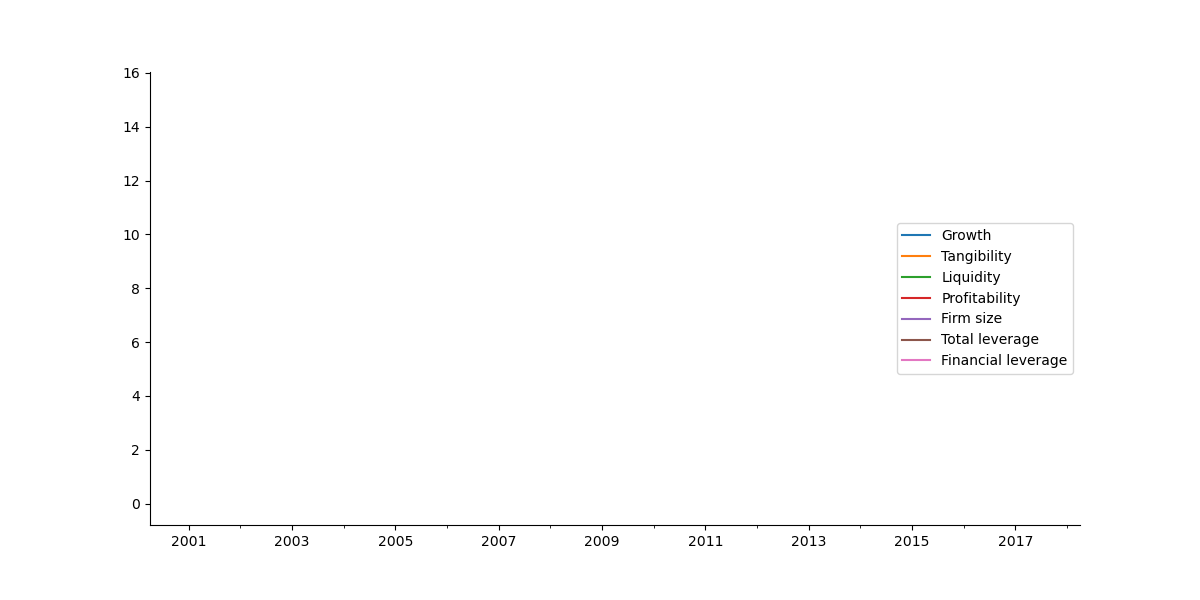 16
14
12
10
8
6
4
2
0
Growth
Tangibility
Liquidity
Profitability
Firm size
Total leverage
Financial leverage
2001 2003 2005 2007 2009 2011 2013 2015 2017